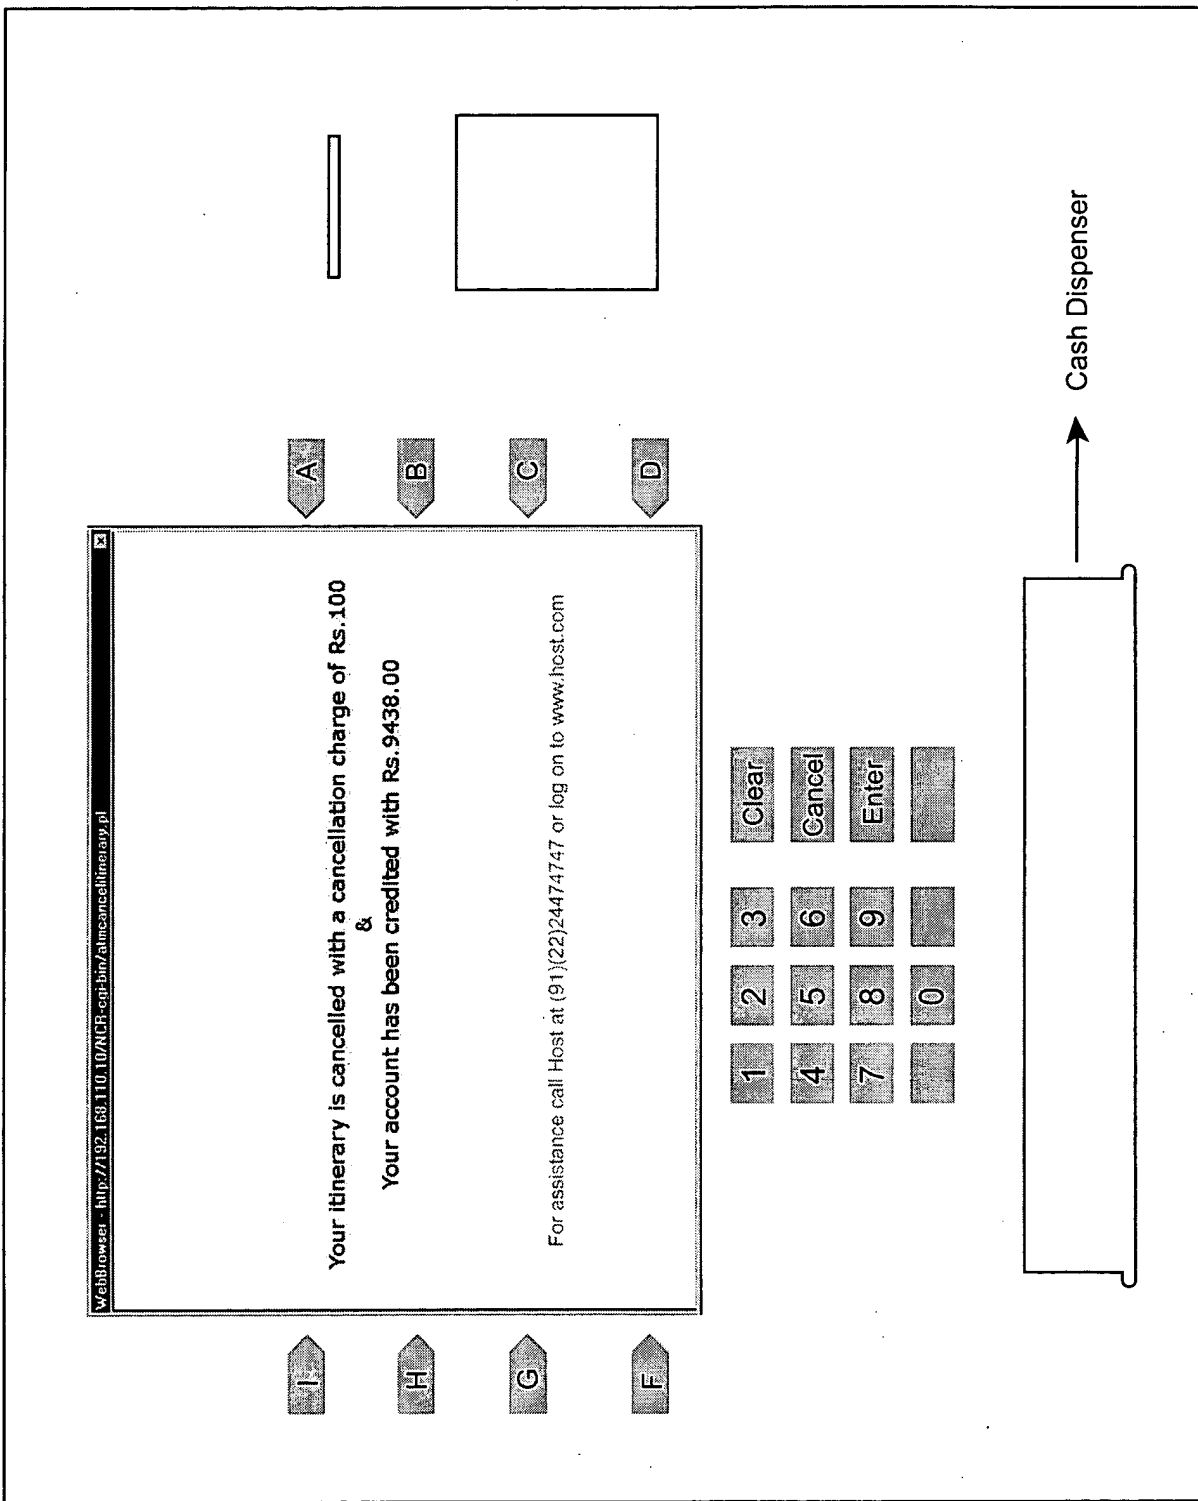 WebBrowser - http://192.168.110.10/NCR-cgi-bin/atmcancelitinerary.pl
Your itinerary is cancelled with a cancellation charge of Rs.100
&
Your account has been credited with Rs.9438.00
For assistance call Host at (91)(22)24474747 or log on to www.host.com
I
A
H
B
G
C
F
D
1 2 3 Clear
4 5 6 Cancel
7 8 9 Enter
0
Cash Dispenser